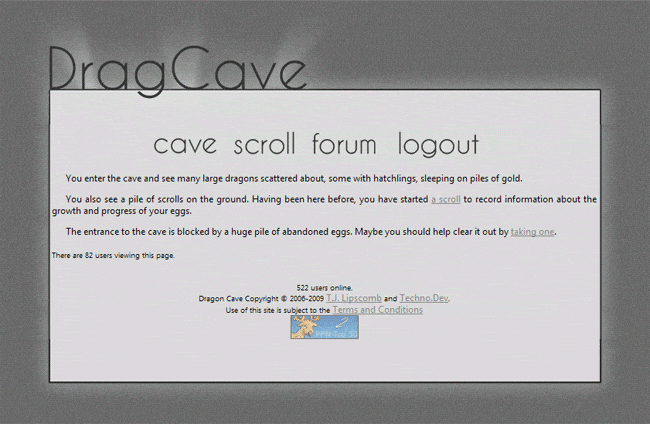 DragCave
cave scroll forum logout
You enter the cave and see many large dragons scattered about, some with hatchlings, sleeping on piles of gold.
You also see a pile of scrolls on the ground. Having been here before, you have started a scroll to record information about the
growth and progress of your eggs.
The entrance to the cave is blocked by a huge pile of abandoned eggs. Maybe you should help clear it out by taking one.
There are 82 users viewing this page.
522 users online.
Dragon Cave Copyright © 2006-2009 T.J. Lipscomb and Techno.Dev.
Use of this site is subject to the Terms and Conditions